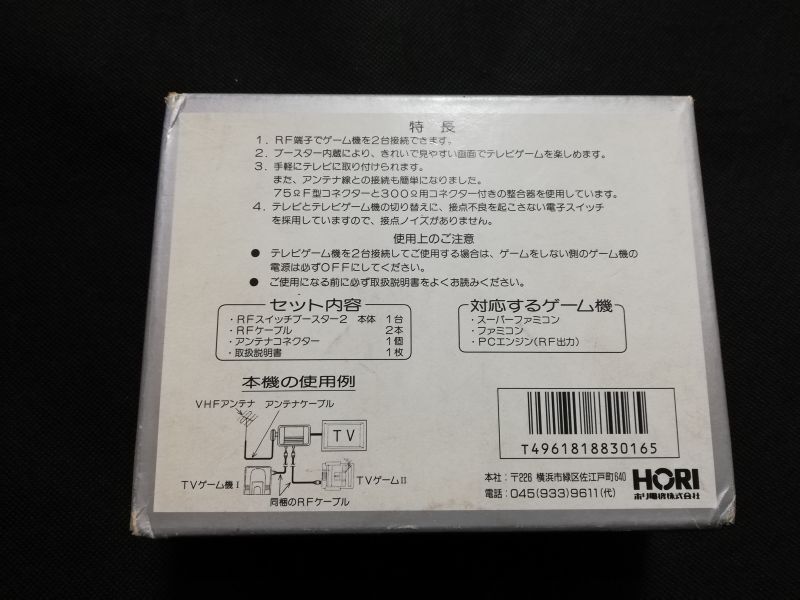 特長
1. RF端子でゲーム機を2台接続できます。
2. ブースター内蔵により、きれいで見やすい画面でテレビゲームを楽しめます。
3. 手軽にテレビに取り付けられます。
また、アンテナ線との接続も簡単になりました。
75ΩF型コネクターと300Ω用コネクター付きの整合器を使用しています。
4. テレビとテレビゲーム機の切り替えに、接点不良を起こさない電子スイッチ
を採用していますので、接点ノイズがありません。
使用上のご注意
● テレビゲーム機を2台接続してご使用する場合は、ゲームをしない側のゲーム機の
電源は必ずOFFにしてください。
● ご使用になる前に必ず取扱説明書をよくお読みください。
セット内容
・RFスイッチブースター2 本体 1台
・RFケーブル 2本
・アンテナコネクター 1個
・取扱説明書 1枚
対応するゲーム機
・スーパーファミコン
・ファミコン
・PCエンジン(RF出力)
本機の使用例
VHFアンテナ アンテナケーブル
TV
TVゲーム機Ⅰ
TVゲームⅡ
同梱のRFケーブル
T4961818830165
本社:〒226 横浜市緑区佐江戸町640
電話:045(933)9611(代)
HORI
ホリ電機株式会社